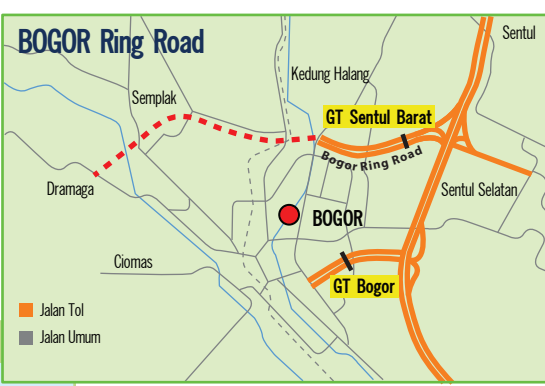 BOGOR Ring Road
Sentul
Kedung Halang
Semplak
GT Sentul Barat
Bogor Ring Road
Dramaga
Sentul Selatan
BOGOR
Ciomas
GT Bogor
Jalan Tol
Jalan Umum